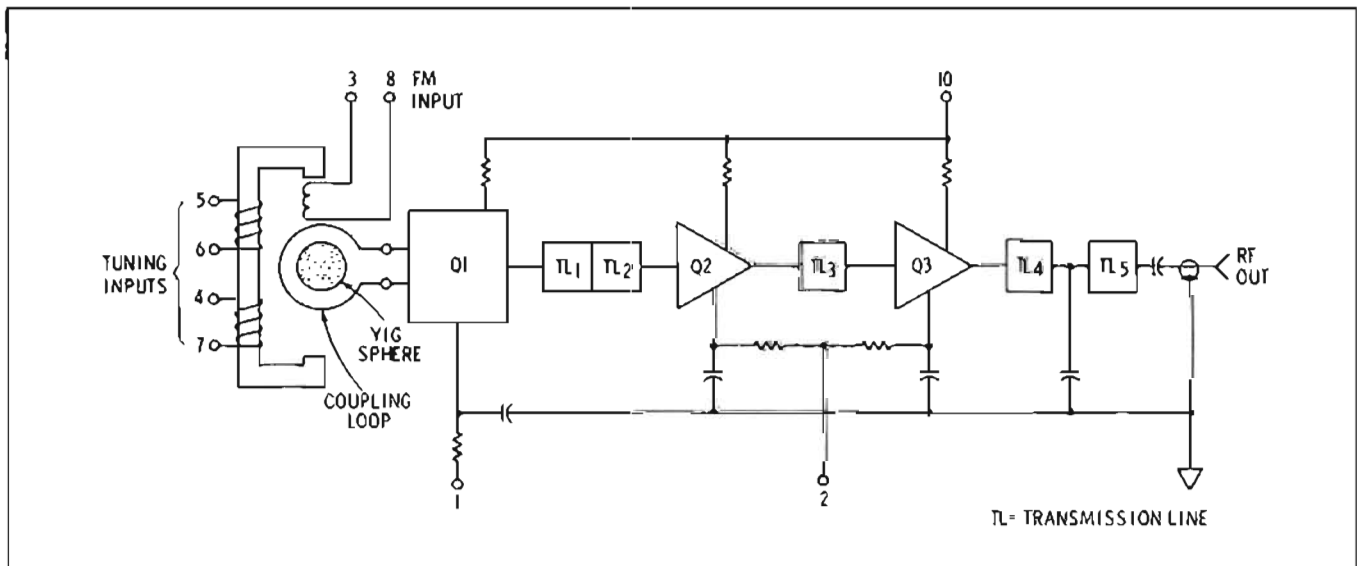 3 8 FM
INPUT
10
5
6
TUNING
INPUTS
4
7
YIG
SPHERE
COUPLING
LOOP
Q1
TL1 TL2
Q2
TL3
Q3
TL4
TL5
RF
OUT
1
2
TL= TRANSMISSION LINE